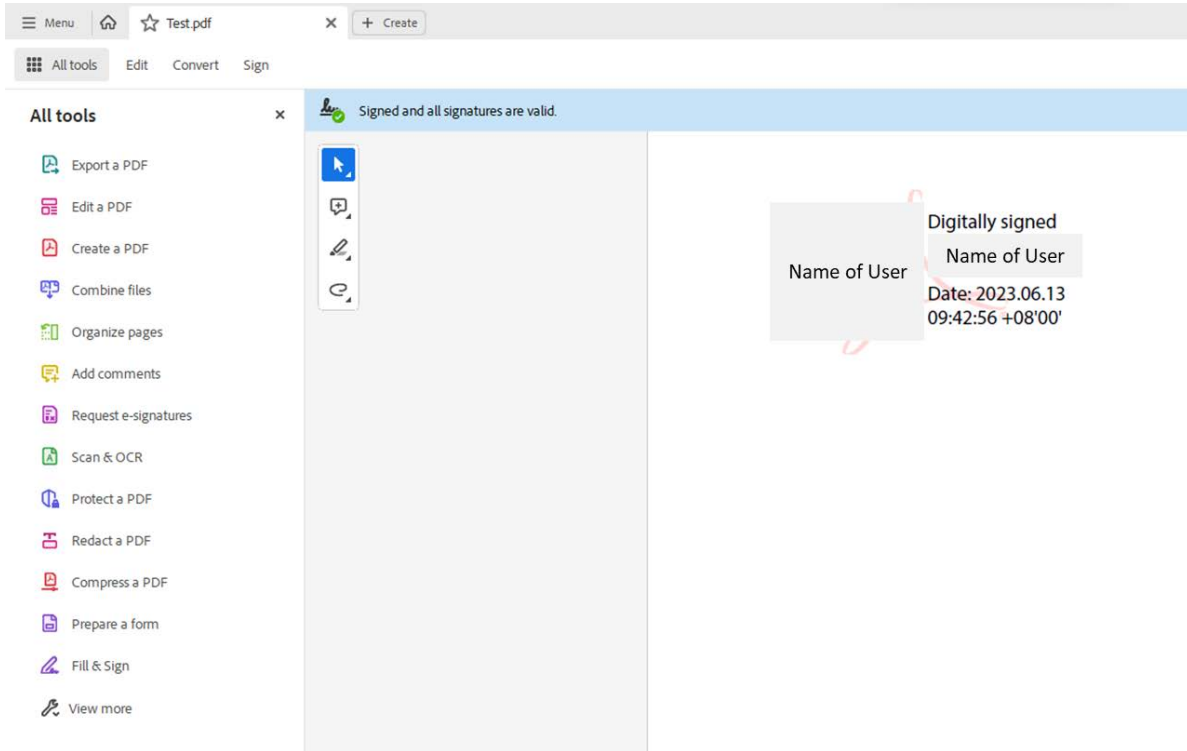 Menu
Test.pdf
Create
All tools
Edit
Convert
Sign
All tools
Export a PDF
Edit a PDF
Create a PDF
Combine files
Organize pages
Add comments
Request e-signatures
Scan & OCR
Protect a PDF
Redact a PDF
Compress a PDF
Prepare a form
Fill & Sign
View more
Signed and all signatures are valid.
Name of User
Digitally signed
Name of User
Date: 2023.06.13
09:42:56 +08'00'